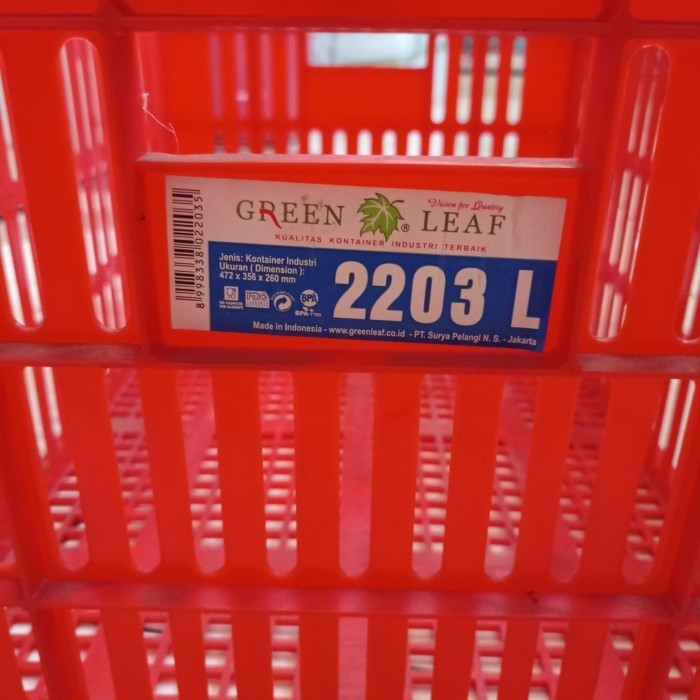 Vision for Quality
GREEN LEAF ®
KUALITAS KONTAINER INDUSTRI TERBAIK
Jenis: Kontainer Industri
Ukuran ( Dimension ):
472 x 356 x 260 mm
2203 L
BPA
BPA-Free
Made in Indonesia - www.greenleaf.co.id - PT. Surya Pelangi N. S. - Jakarta
8 998338 022035